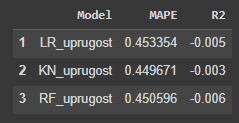 Model MAPE R2
1 LR_uprugost 0.453354 -0.005
2 KN_uprugost 0.449671 -0.003
3 RF_uprugost 0.450596 -0.006